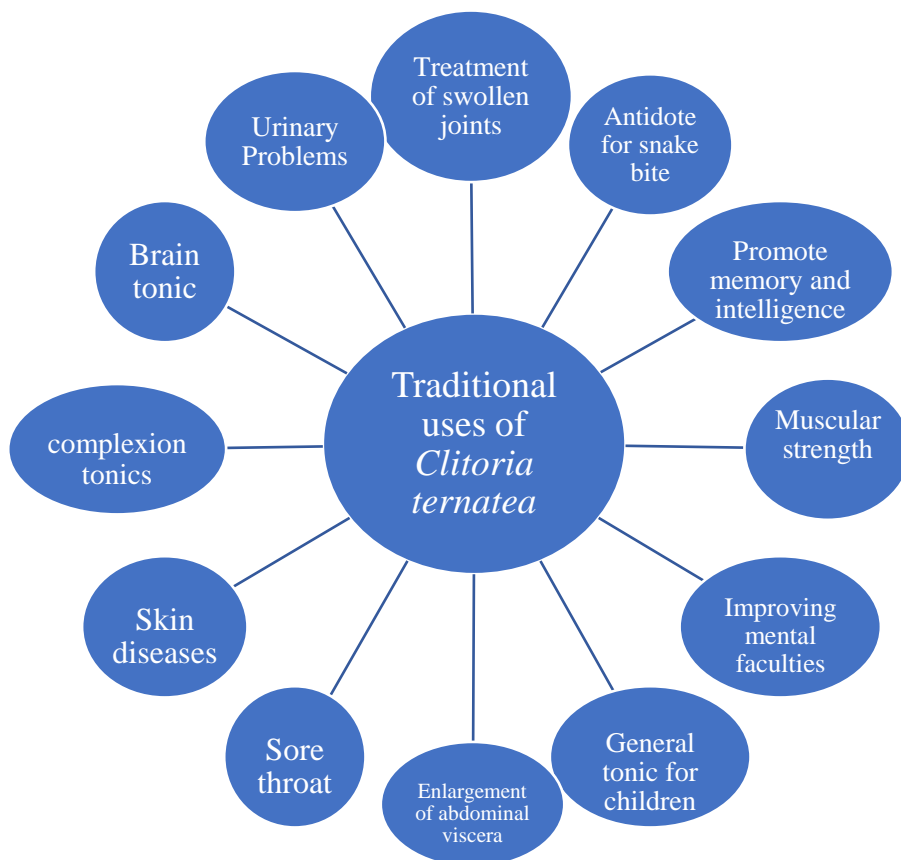 Traditional
uses of
Clitoria
ternatea
Treatment
of swollen
joints
Antidote
for snake
bite
Promote
memory and
intelligence
Muscular
strength
Improving
mental
faculties
General
tonic for
children
Enlargement
of abdominal
viscera
Sore
throat
Skin
diseases
complexion
tonics
Brain
tonic
Urinary
Problems